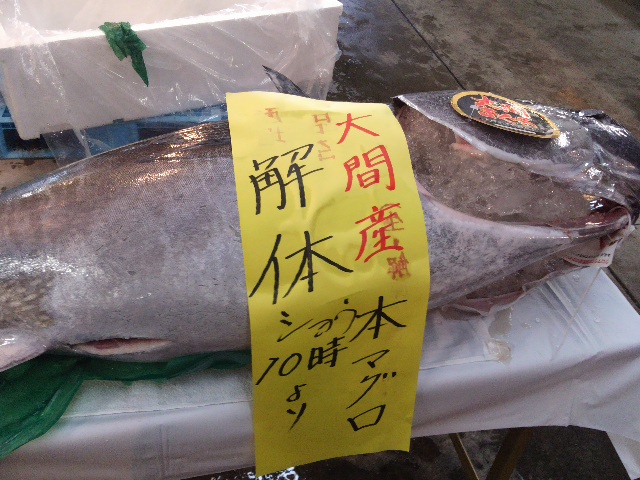 大間産
本マグロ
解体
ショウ
10時より